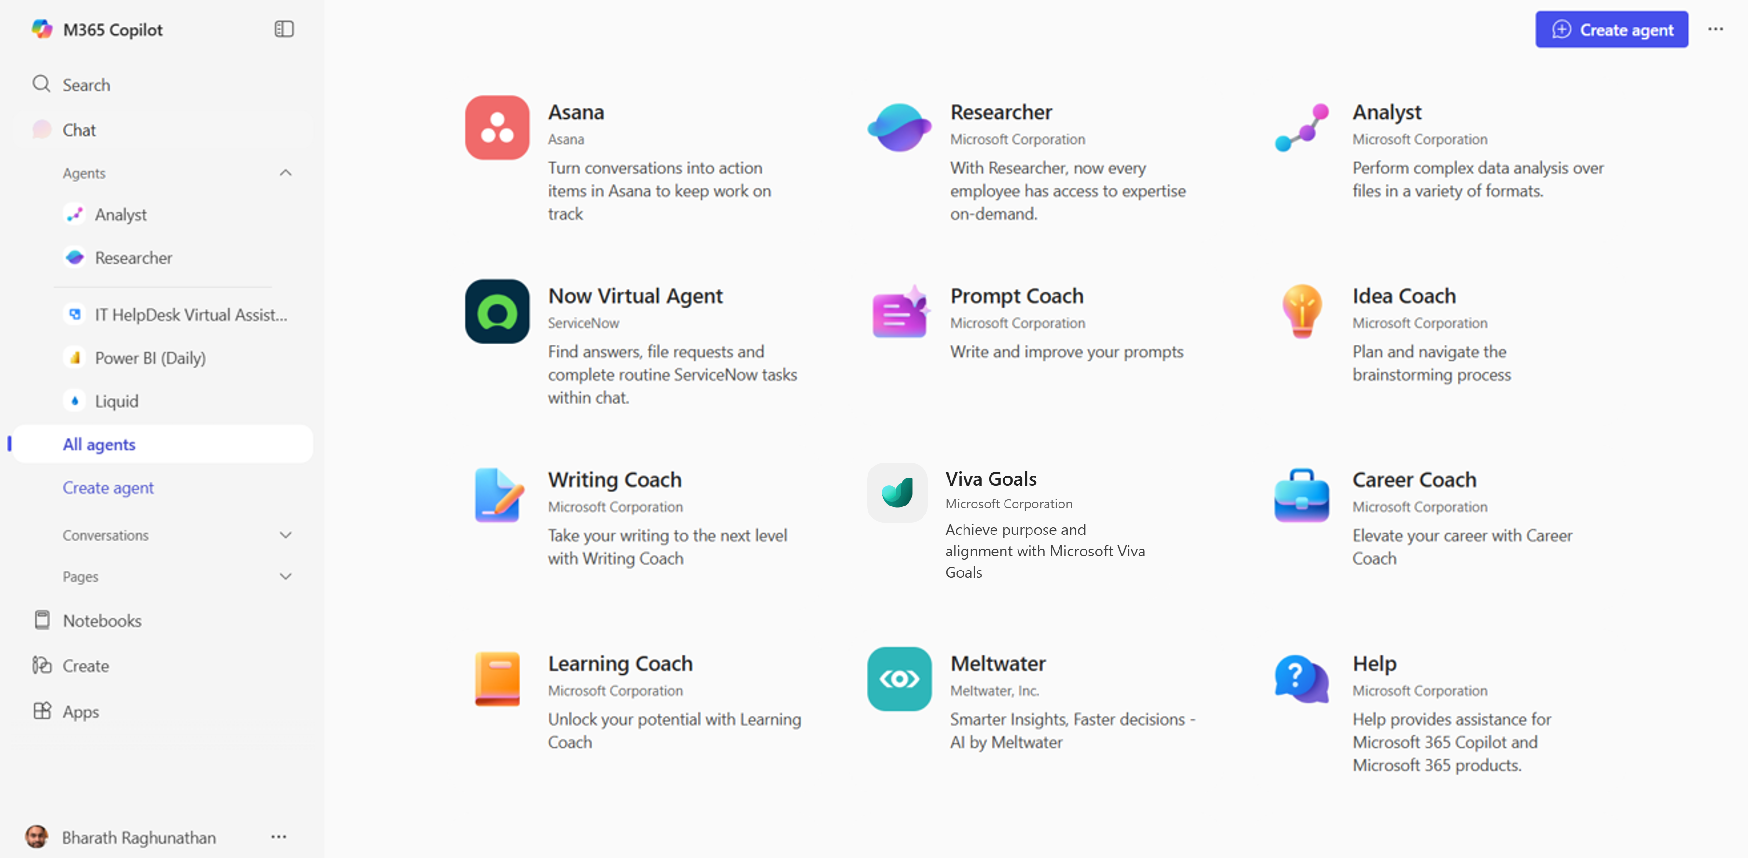 M365 Copilot
Search
Chat
Agents
Analyst
Researcher
IT HelpDesk Virtual Assist...
Power BI (Daily)
Liquid
All agents
Create agent
Conversations
Pages
Notebooks
Create
Apps
Bharath Raghunathan
Create agent
Asana
Asana
Turn conversations into action
items in Asana to keep work on
track
Researcher
Microsoft Corporation
With Researcher, now every
employee has access to expertise
on-demand.
Analyst
Microsoft Corporation
Perform complex data analysis over
files in a variety of formats.
Now Virtual Agent
ServiceNow
Find answers, file requests and
complete routine ServiceNow tasks
within chat.
Prompt Coach
Microsoft Corporation
Write and improve your prompts
Idea Coach
Microsoft Corporation
Plan and navigate the
brainstorming process
Writing Coach
Microsoft Corporation
Take your writing to the next level
with Writing Coach
Viva Goals
Microsoft Corporation
Achieve purpose and
alignment with Microsoft Viva
Goals
Career Coach
Microsoft Corporation
Elevate your career with Career
Coach
Learning Coach
Microsoft Corporation
Unlock your potential with Learning
Coach
Meltwater
Meltwater, Inc.
Smarter Insights, Faster decisions -
AI by Meltwater
Help
Microsoft Corporation
Help provides assistance for
Microsoft 365 Copilot and
Microsoft 365 products.